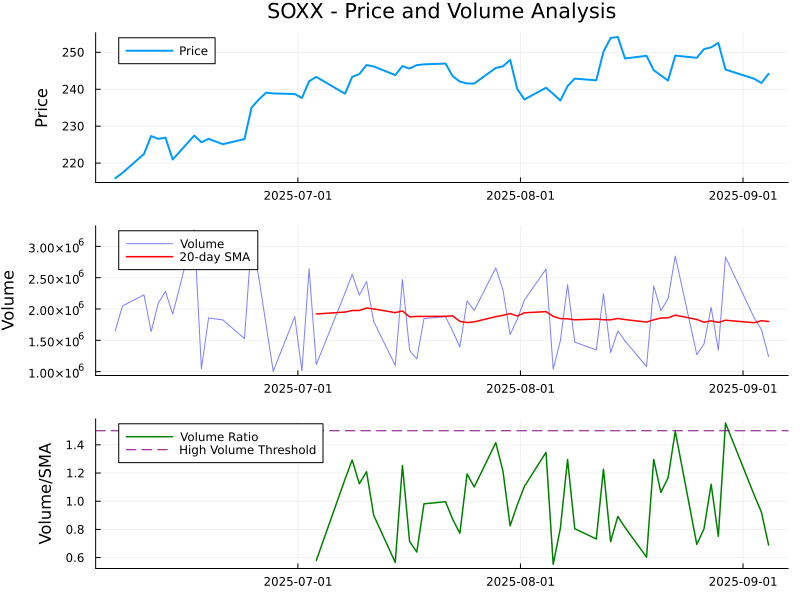 SOXX - Price and Volume Analysis
Price
250
240
230
220
Price
2025-07-01
2025-08-01
2025-09-01
Volume
3.00×10⁶
2.50×10⁶
2.00×10⁶
1.50×10⁶
1.00×10⁶
Volume
20-day SMA
2025-07-01
2025-08-01
2025-09-01
Volume/SMA
1.4
1.2
1.0
0.8
0.6
Volume Ratio
High Volume Threshold
2025-07-01
2025-08-01
2025-09-01